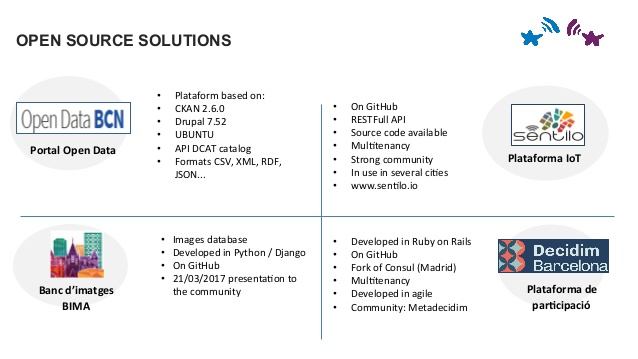 OPEN SOURCE SOLUTIONS
Open Data BCN
Portal Open Data
• Plataform based on:
• CKAN 2.6.0
• Drupal 7.52
• UBUNTU
• API DCAT catalog
• Formats CSV, XML, RDF,
JSON...
• On GitHub
• RESTFull API
• Source code available
• Multitenancy
• Strong community
• In use in several cities
• www.sentilo.io
sentilo
Plataforma IoT
Banc d'imatges
BIMA
• Images database
• Developed in Python / Django
• On GitHub
• 21/03/2017 presentation to
the community
• Developed in Ruby on Rails
• On GitHub
• Fork of Consul (Madrid)
• Multitenancy
• Developed in agile
• Community: Metadecidim
Decidim
Barcelona
Plataforma de
participació